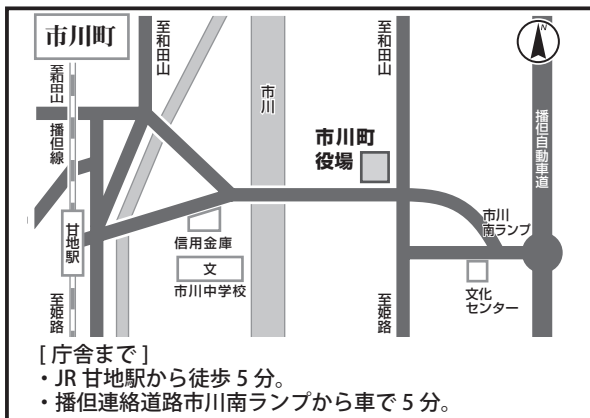 市川町
至和田山
至和田山
至和田山
N
播但線
市川
市川町
役場
播但自動車道
市川
南ランプ
甘地駅
信用金庫
文
市川中学校
文化
センター
至姫路
至姫路
[ 庁舎まで ]
・JR 甘地駅から徒歩 5 分。
・播但連絡道路市川南ランプから車で 5 分。